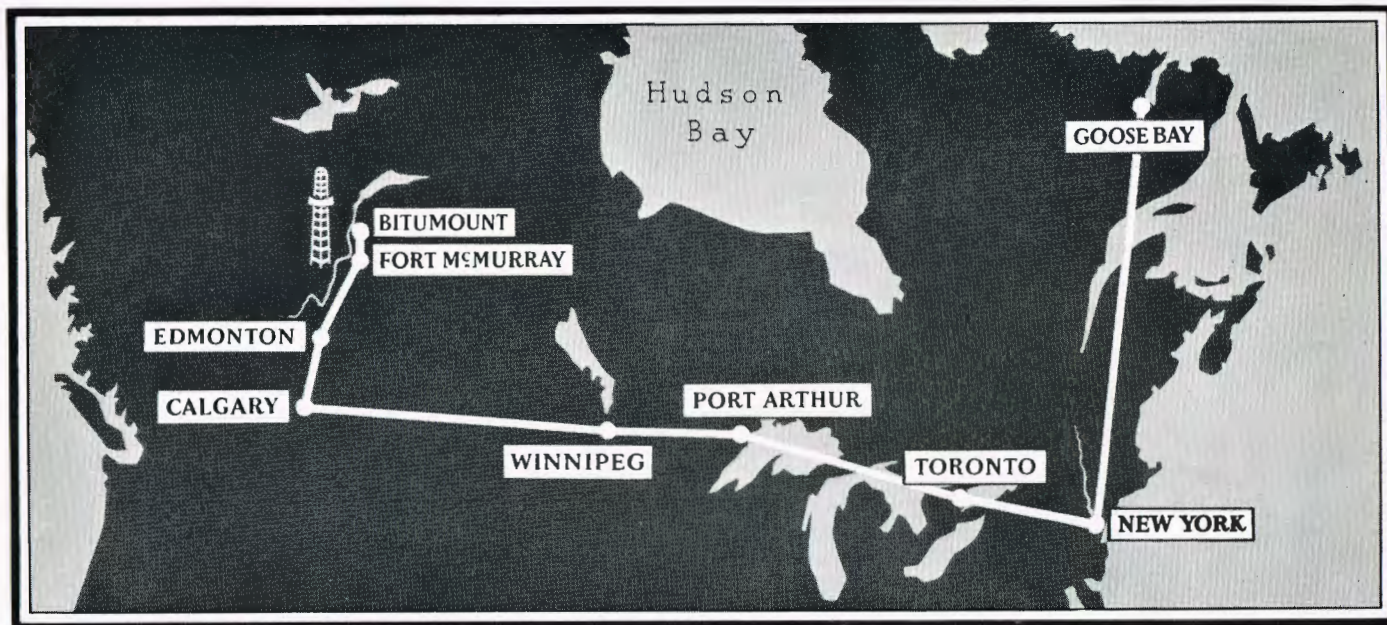 Hudson
Bay
GOOSE BAY
BITUMOUNT
FORT McMURRAY
EDMONTON
CALGARY
PORT ARTHUR
WINNIPEG
TORONTO
NEW YORK